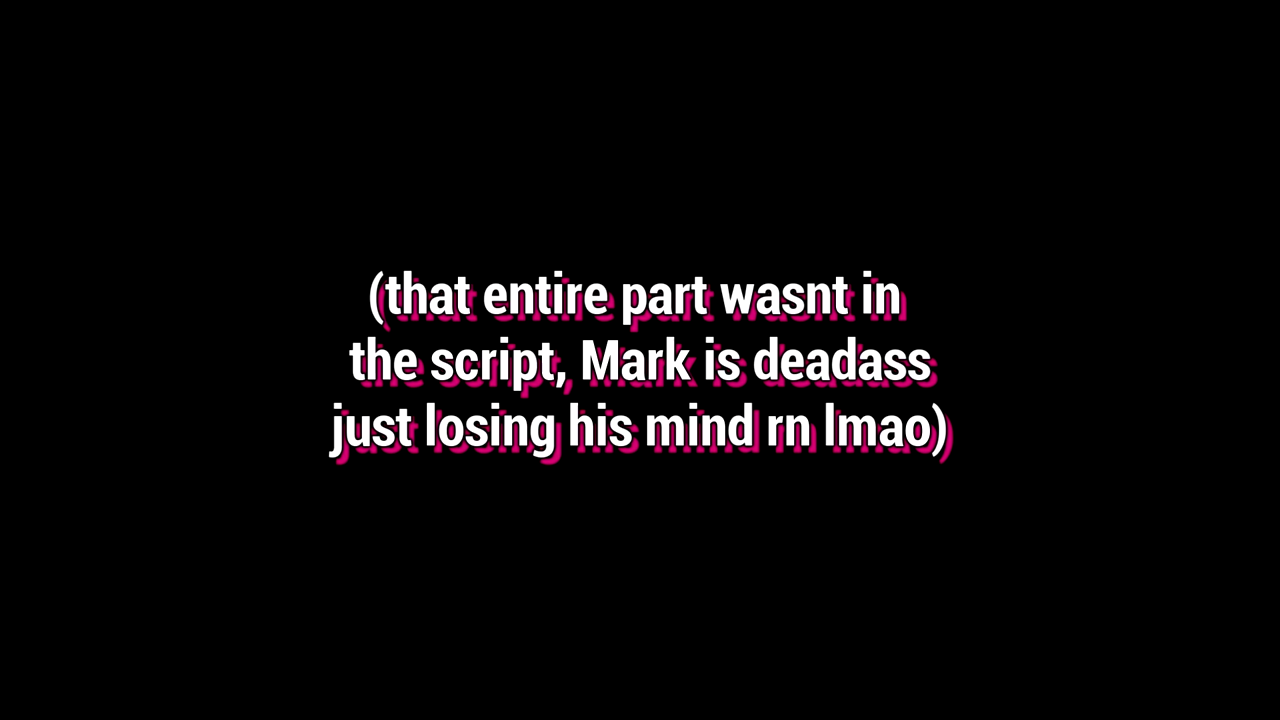 (that entire part wasnt in
the script, Mark is deadass
just losing his mind rn lmao)